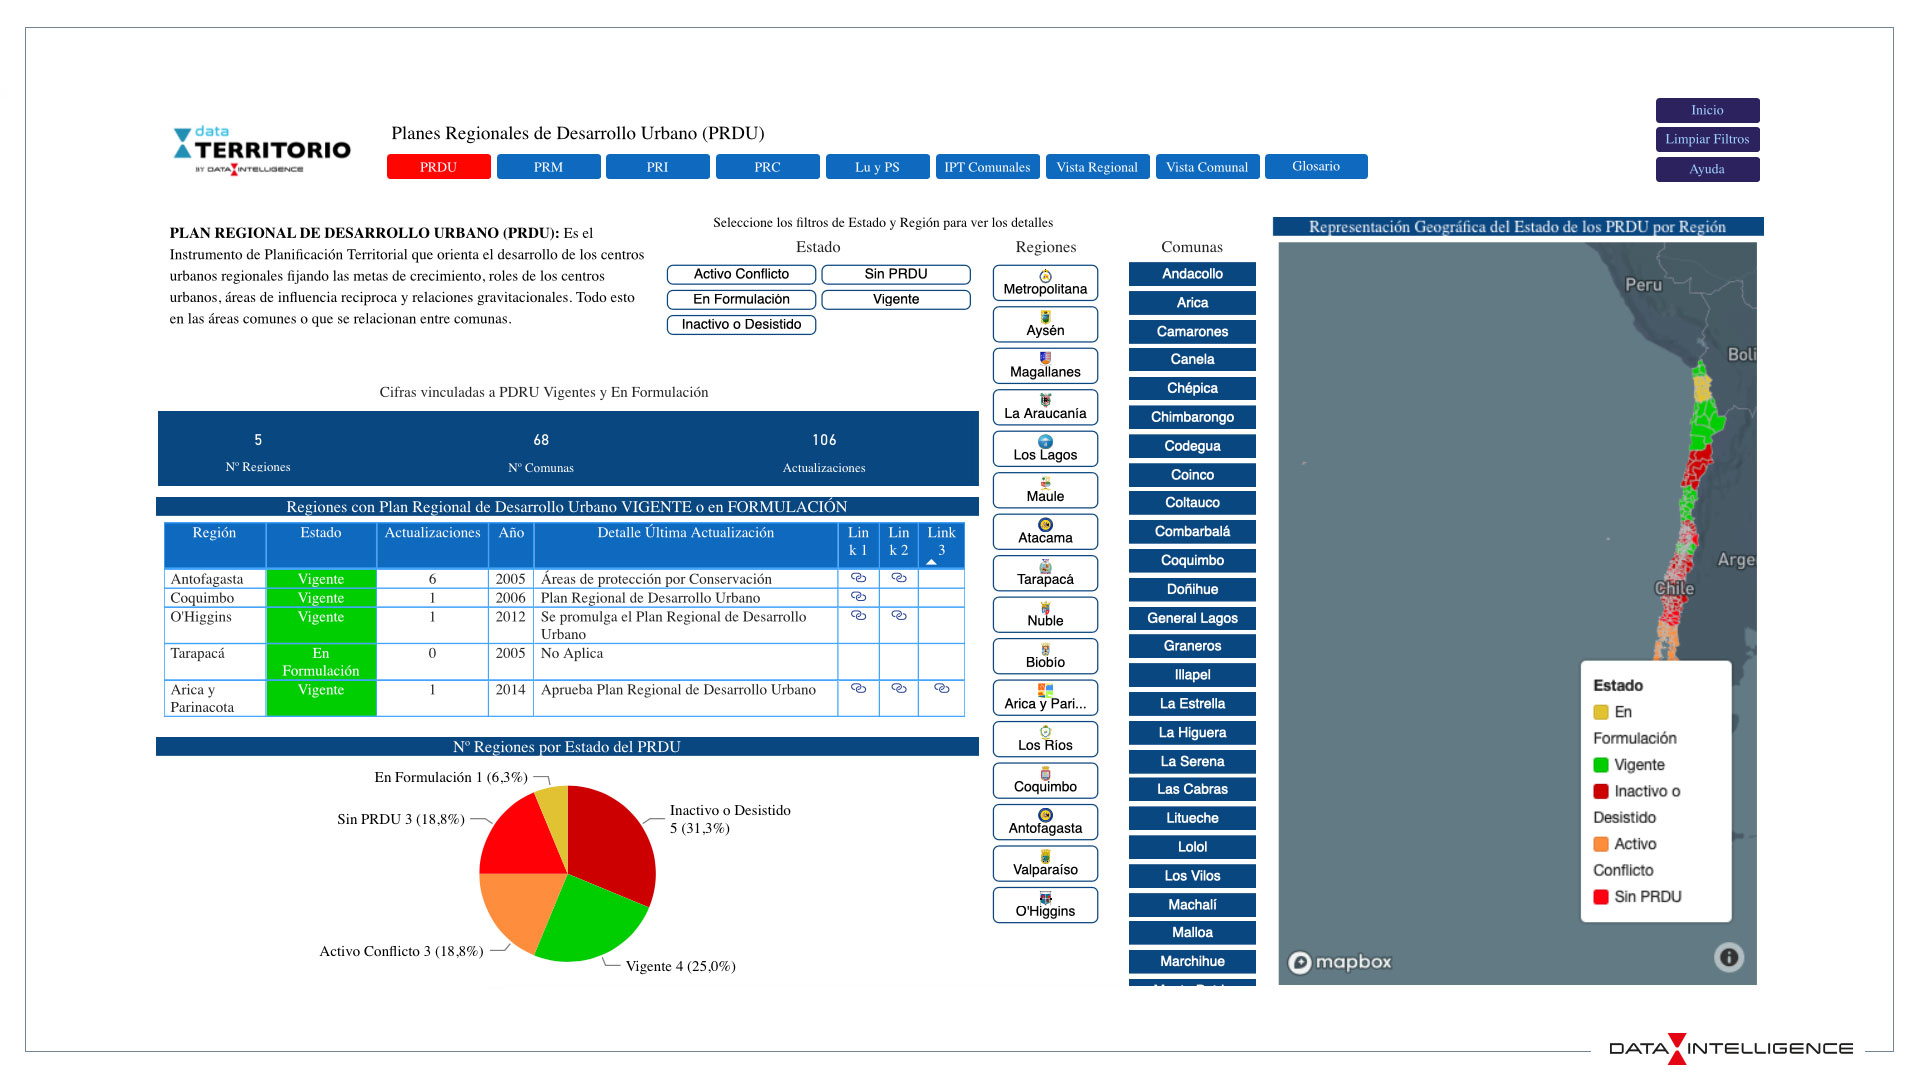 Inicio
data
TERRITORIO
BY DATA INTELLIGENCE
Planes Regionales de Desarrollo Urbano (PRDU)
Limpiar Filtros
PRDU
PRM
PRI
PRC
Lu y PS
IPT Comunales
Vista Regional
Vista Comunal
Glosario
Ayuda
PLAN REGIONAL DE DESARROLLO URBANO (PRDU): Es el
Instrumento de Planificación Territorial que orienta el desarrollo de los centros
urbanos regionales fijando las metas de crecimiento, roles de los centros
urbanos, áreas de influencia reciproca y relaciones gravitacionales. Todo esto
en las áreas comunes o que se relacionan entre comunas.
Seleccione los filtros de Estado y Región para ver los detalles
Estado
Activo Conflicto
Sin PRDU
En Formulación
Vigente
Inactivo o Desistido
Cifras vinculadas a PDRU Vigentes y En Formulación
5
68
106
Nº Regiones
Nº Comunas
Actualizaciones
Regiones con Plan Regional de Desarrollo Urbano VIGENTE o en FORMULACIÓN
Región Estado Actualizaciones Año Detalle Última Actualización Lin k 1 Lin k 2 Link 3
Antofagasta Vigente 6 2005 Áreas de protección por Conservación
Coquimbo Vigente 1 2006 Plan Regional de Desarrollo Urbano
O'Higgins Vigente 1 2012 Se promulga el Plan Regional de Desarrollo
Urbano
Tarapacá En 0 2005 No Aplica
Formulación
Arica y Vigente 1 2014 Aprueba Plan Regional de Desarrollo Urbano
Parinacota
Nº Regiones por Estado del PRDU
En Formulación 1 (6,3%)
Sin PRDU 3 (18,8%)
Inactivo o Desistido
5 (31,3%)
Activo Conflicto 3 (18,8%)
Vigente 4 (25,0%)
Regiones
Metropolitana
Aysén
Magallanes
La Araucanía
Los Lagos
Maule
Atacama
Tarapacá
Nuble
Biobío
Arica y Pari...
Los Ríos
Coquimbo
Antofagasta
Valparaíso
O'Higgins
Comunas
Andacollo
Arica
Camarones
Canela
Chépica
Chimbarongo
Codegua
Coinco
Coltauco
Combarbalá
Coquimbo
Doñihue
General Lagos
Graneros
Illapel
La Estrella
La Higuera
La Serena
Las Cabras
Litueche
Lolol
Los Vilos
Machalí
Malloa
Marchihue
Representación Geográfica del Estado de los PRDU por Región
Peru
Boli
Arge
Chile
Estado
En
Formulación
Vigente
Inactivo o
Desistido
Activo
Conflicto
Sin PRDU
mapbox
DATA INTELLIGENCE